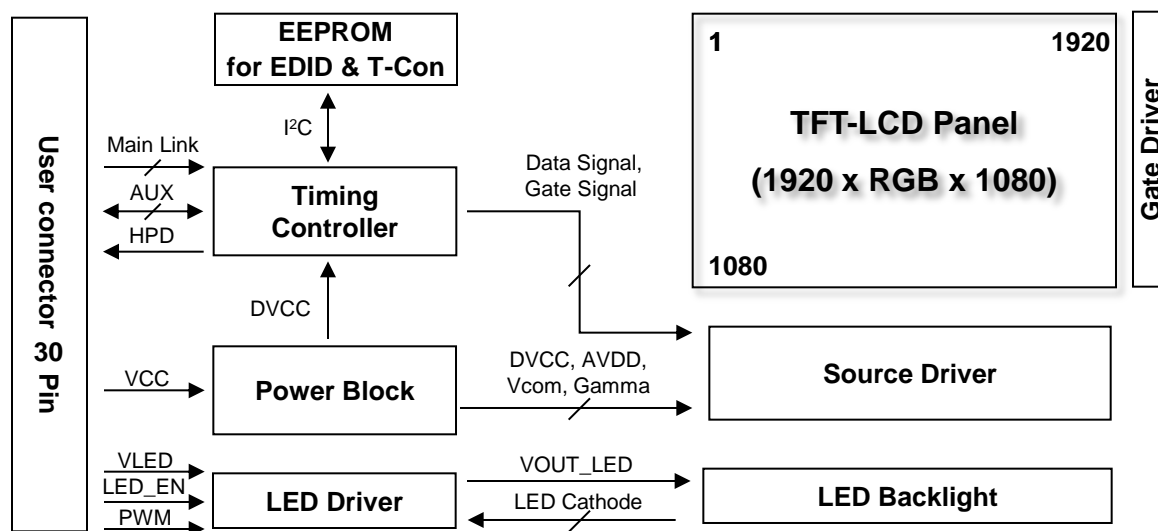 EEPROM
for EDID & T-Con
1
1920
TFT-LCD Panel
(1920 x RGB x 1080)
1080
Gate Driver
User connector 30 Pin
I²C
Main Link
AUX
HPD
Timing
Controller
Data Signal,
Gate Signal
DVCC
VCC
Power Block
DVCC, AVDD,
Vcom, Gamma
Source Driver
VLED
LED_EN
PWM
LED Driver
VOUT_LED
LED Cathode
LED Backlight